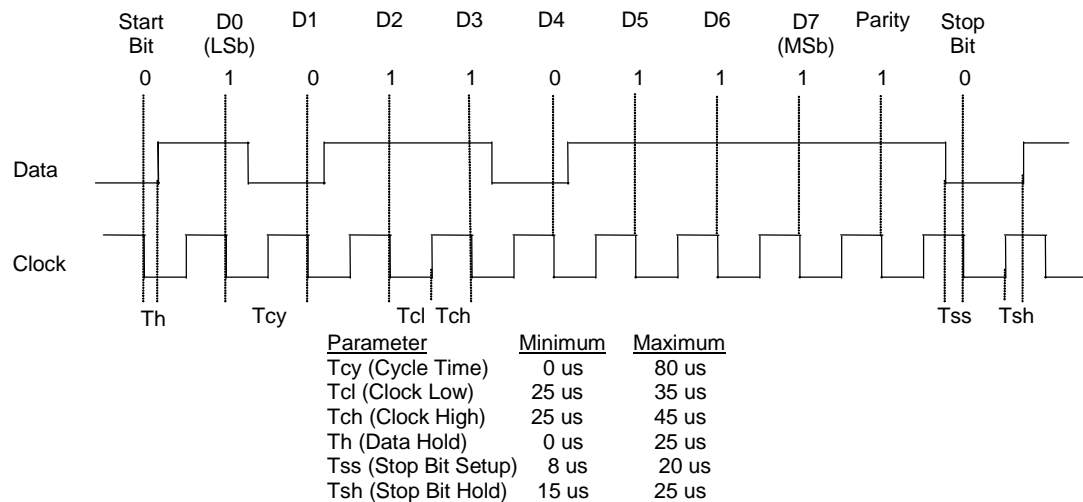 Start Bit D0 (LSb) D1 D2 D3 D4 D5 D6 D7 (MSb) Parity Stop Bit
0 1 0 1 1 0 1 1 1 1 0
Data
Clock
Th Tcy Tcl Tch Tss Tsh
Parameter Minimum Maximum
Tcy (Cycle Time) 0 us 80 us
Tcl (Clock Low) 25 us 35 us
Tch (Clock High) 25 us 45 us
Th (Data Hold) 0 us 25 us
Tss (Stop Bit Setup) 8 us 20 us
Tsh (Stop Bit Hold) 15 us 25 us